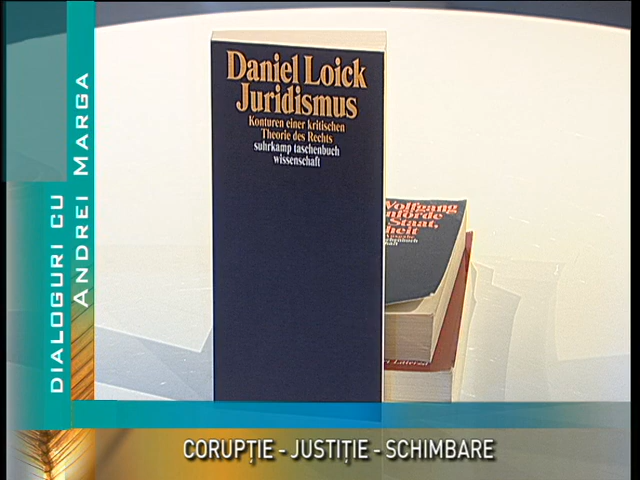 DIALOGURI CU
ANDREI MARGA
Daniel Loick
Juridismus
Konturen einer kritischen
Theorie des Rechts
suhrkamp taschenbuch
wissenschaft
Wolfgang
Staat,
CORUPȚIE - JUSTIȚIE - SCHIMBARE